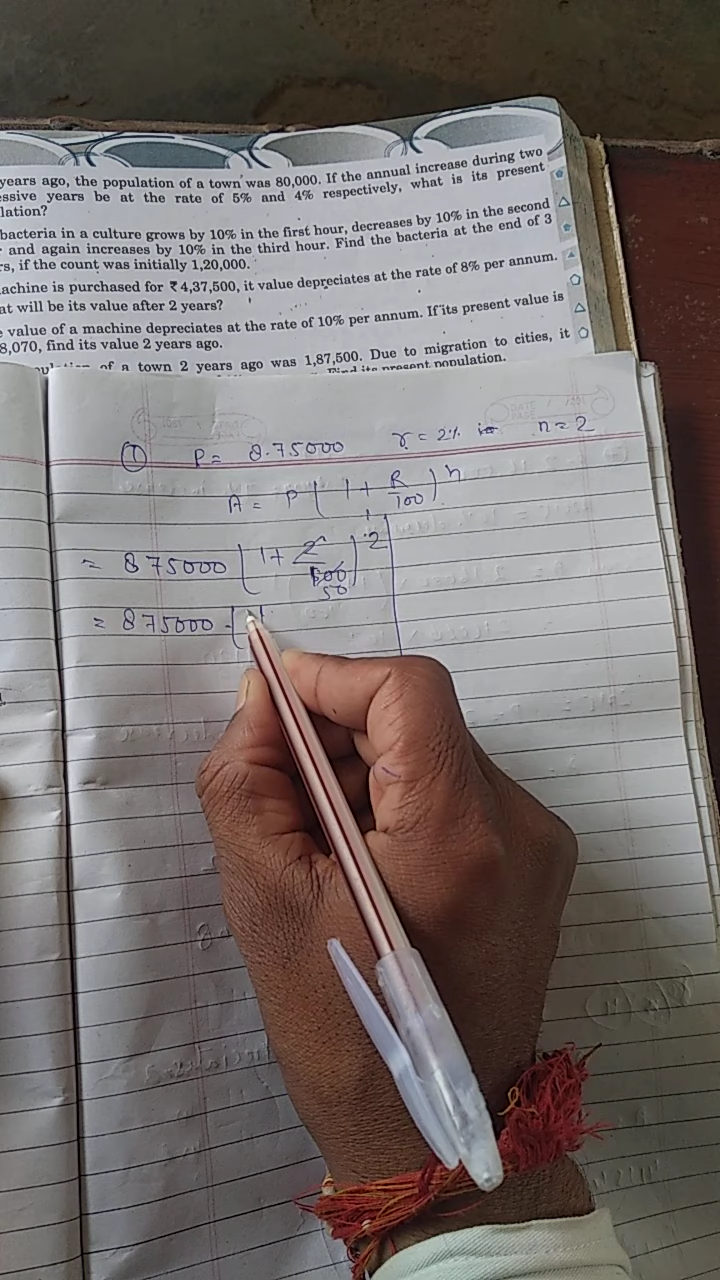 years ago, the population of a town was 80,000. If the annual increase during two
essive years be at the rate of 5% and 4% respectively, what is its present
lation?
bacteria in a culture grows by 10% in the first hour, decreases by 10% in the second
and again increases by 10% in the third hour. Find the bacteria at the end of 3
s, if the count was initially 1,20,000.
achine is purchased for ₹ 4,37,500, it value depreciates at the rate of 8% per annum.
at will be its value after 2 years?
value of a machine depreciates at the rate of 10% per annum. If its present value is
8,070, find its value 2 years ago.
of a town 2 years ago was 1,87,500. Due to migration to cities, it
Find its present population.
① P = 8.75000 r = 2% n = 2
A = P ( 1 + R/100 )^n
= 875000 ( 1 + 2/100 50 )^2
= 875000